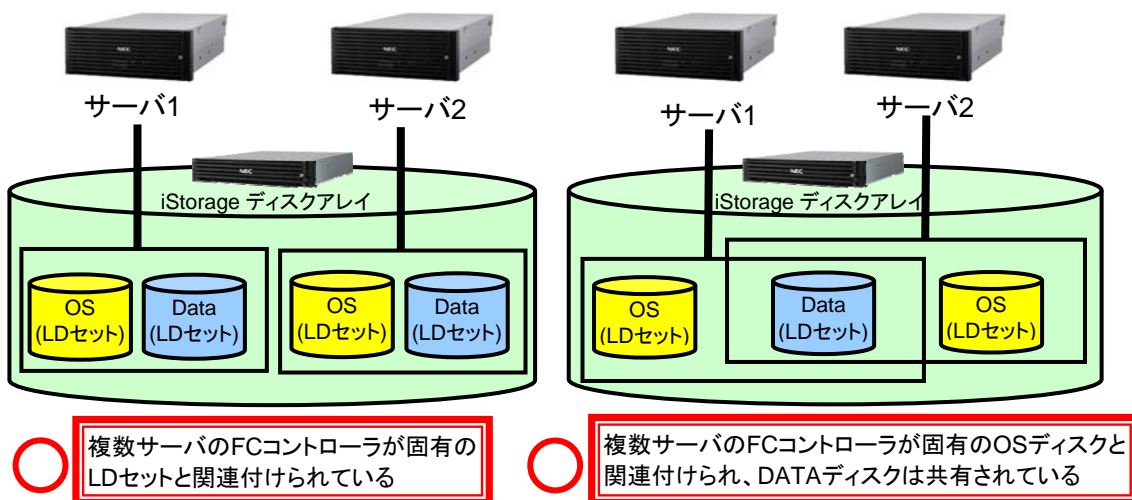 NEC
NEC
NEC
NEC
サーバ1
サーバ2
サーバ1
サーバ2
NEC
NEC
iStorage ディスクアレイ
iStorage ディスクアレイ
OS
(LDセット)
Data
(LDセット)
OS
(LDセット)
Data
(LDセット)
OS
(LDセット)
Data
(LDセット)
OS
(LDセット)
複数サーバのFCコントローラが固有の
LDセットと関連付けられている
複数サーバのFCコントローラが固有のOSディスクと
関連付けられ、DATAディスクは共有されている